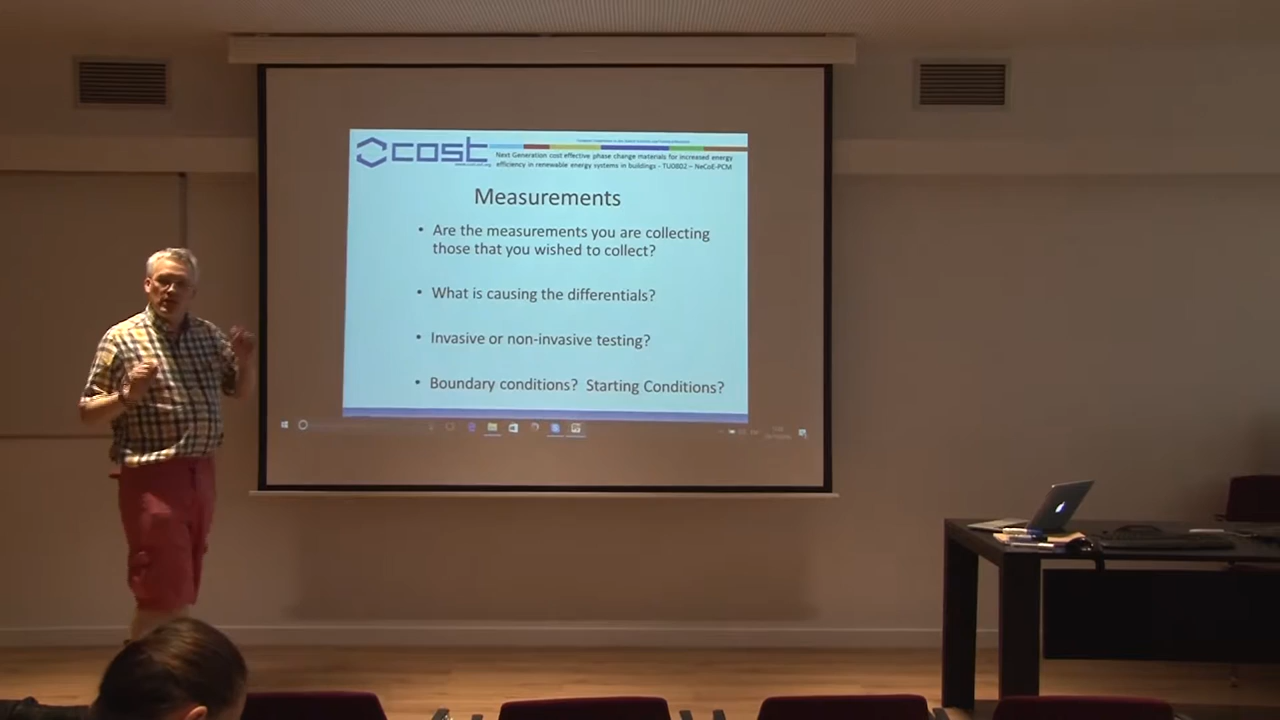 cost
Next Generation cost effective phase change materials for increased energy
efficiency in renewable energy systems in buildings - TU0802 – NeCoE-PCM
Measurements
• Are the measurements you are collecting
those that you wished to collect?
• What is causing the differentials?
• Invasive or non-invasive testing?
• Boundary conditions? Starting Conditions?